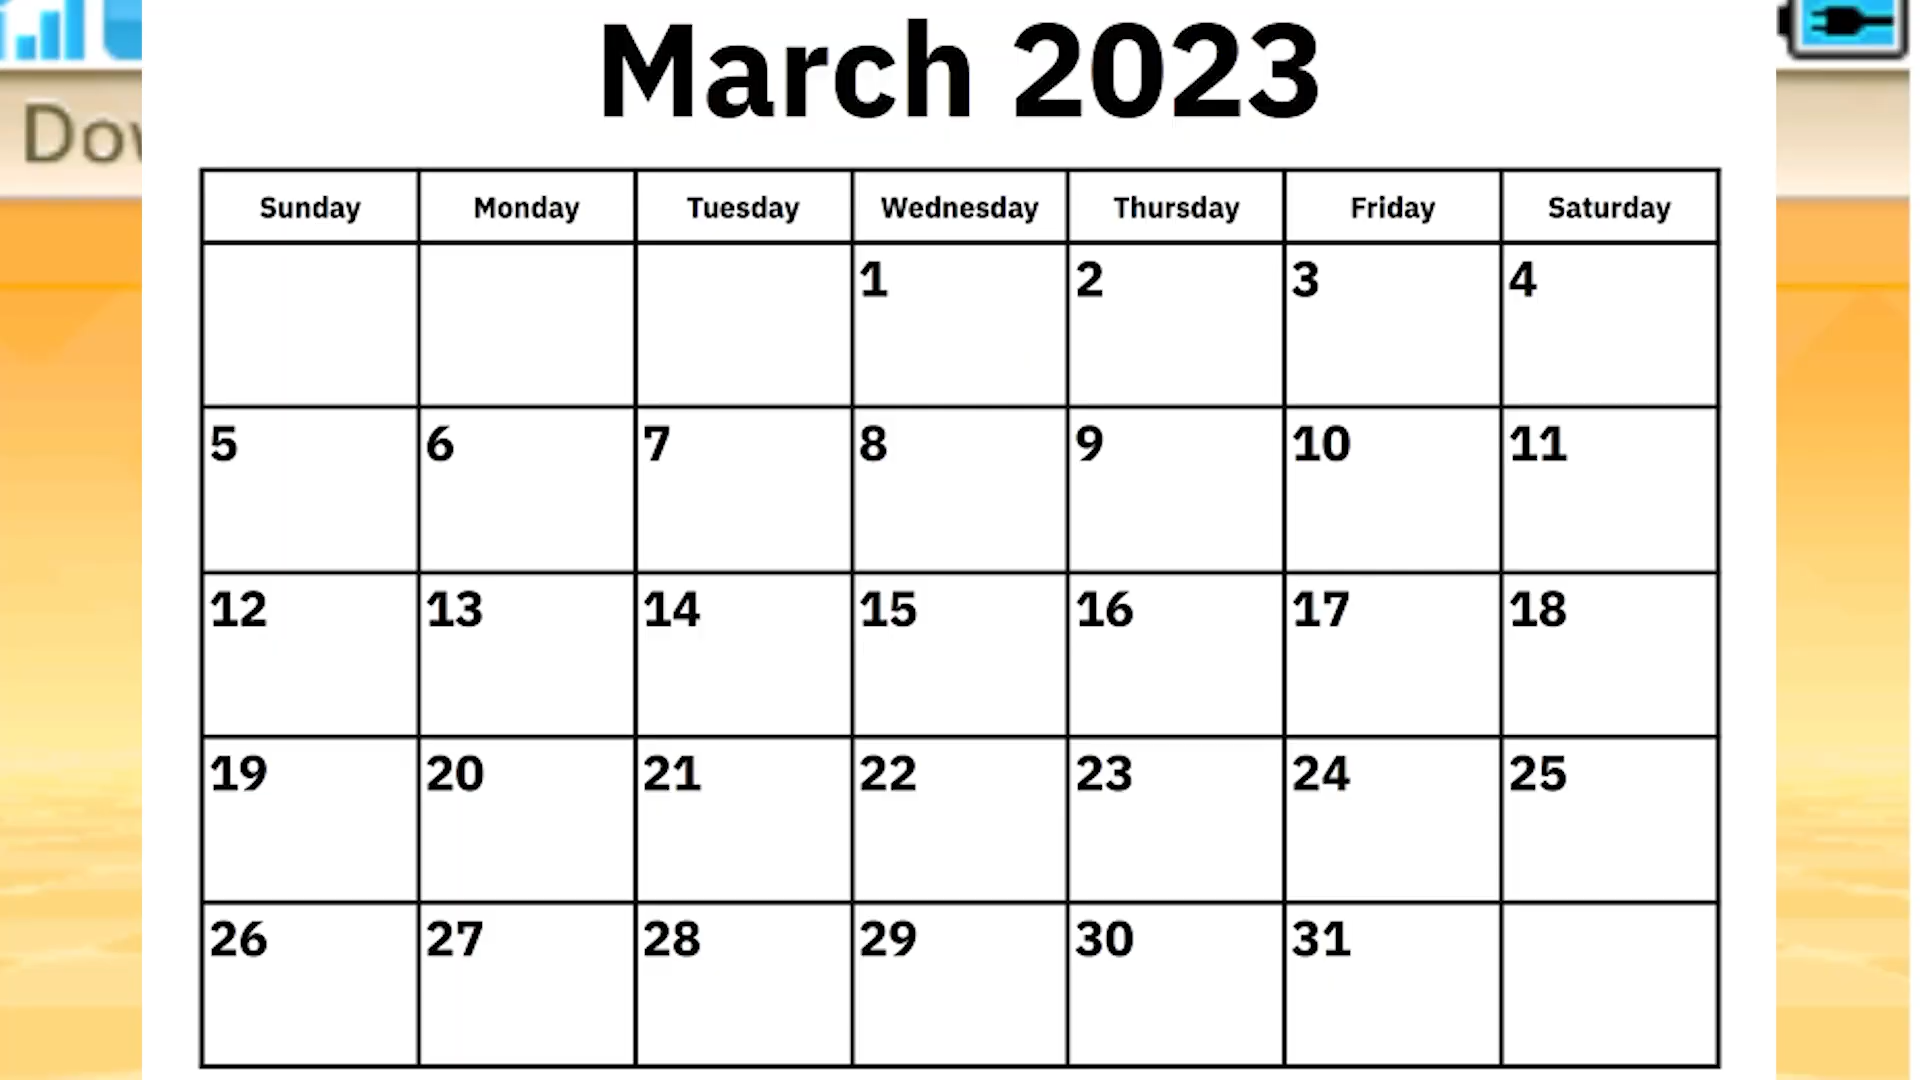 March 2023
Dov
Sunday Monday Tuesday Wednesday Thursday Friday Saturday
1 2 3 4
5 6 7 8 9 10 11
12 13 14 15 16 17 18
19 20 21 22 23 24 25
26 27 28 29 30 31